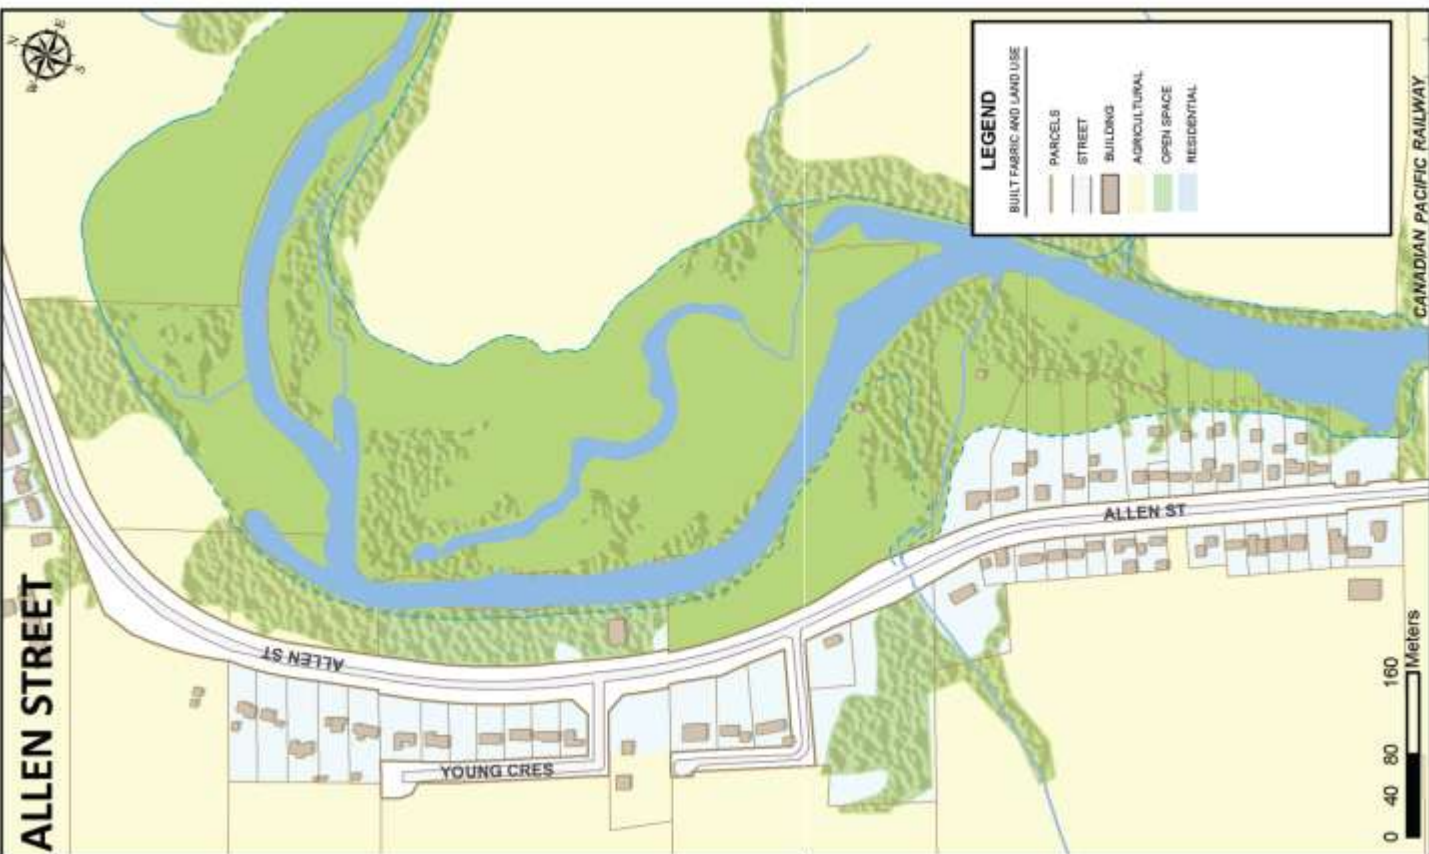 ALLEN STREET
N
E
S
W
LEGEND
BUILT FABRIC AND LAND USE
PARCELS
STREET
BUILDING
AGRICULTURAL
OPEN SPACE
RESIDENTIAL
CANADIAN PACIFIC RAILWAY
ALLEN ST
ALLEN ST
YOUNG CRES
0 40 80 160
Meters